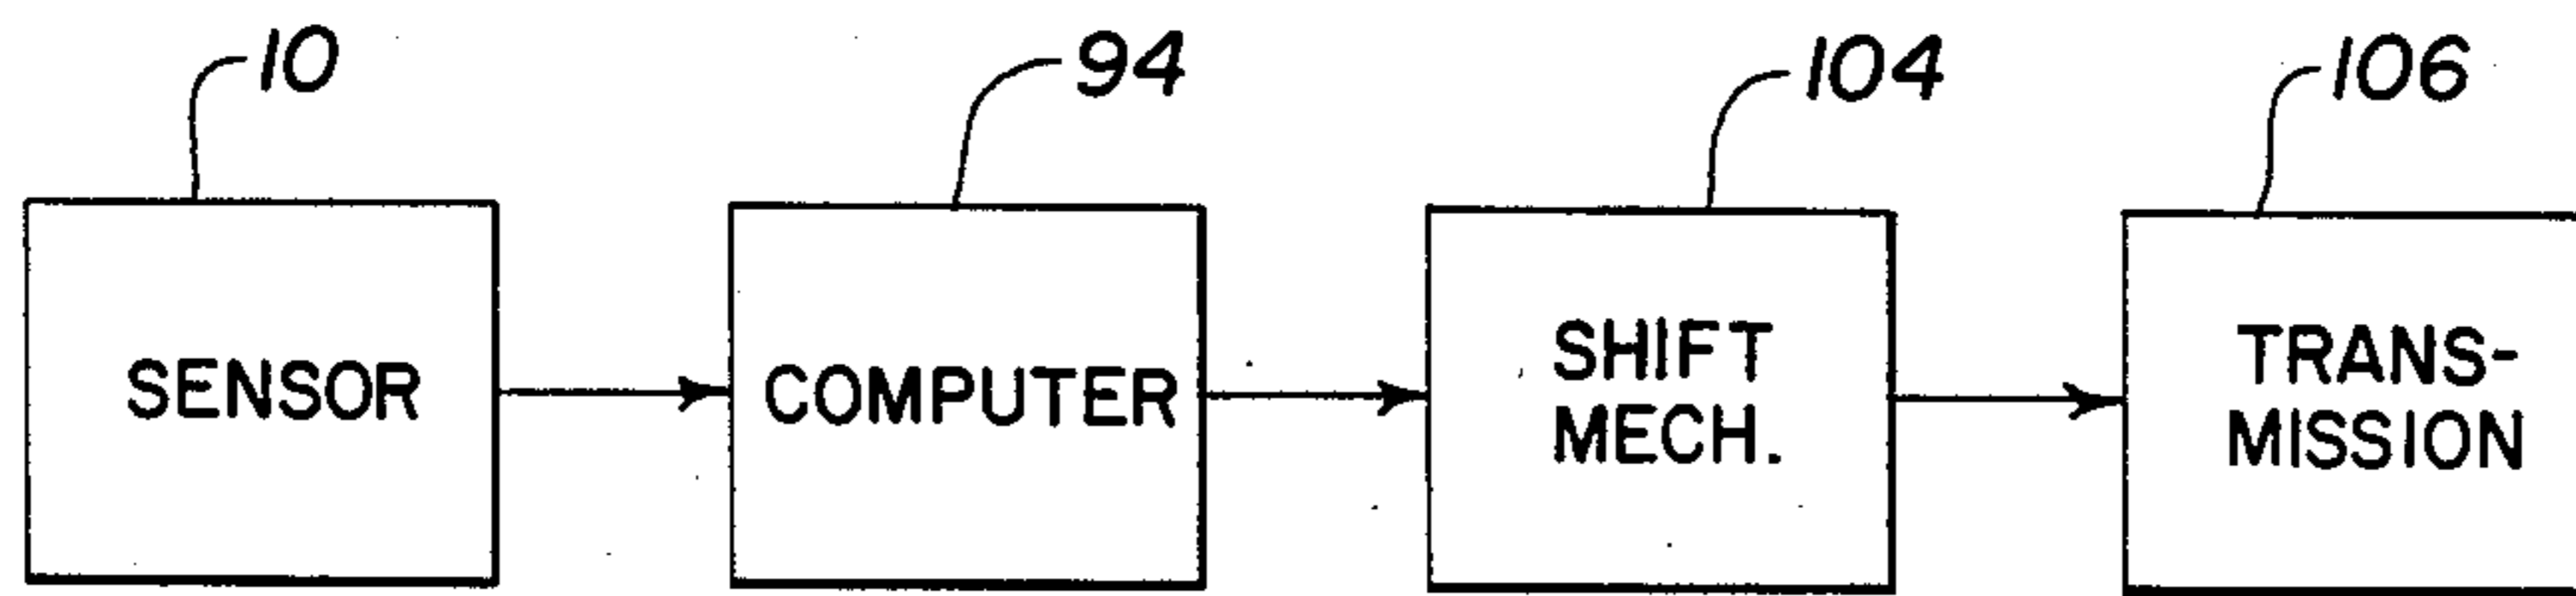 10
94
104
106
SENSOR
COMPUTER
SHIFT
MECH.
TRANS-
MISSION